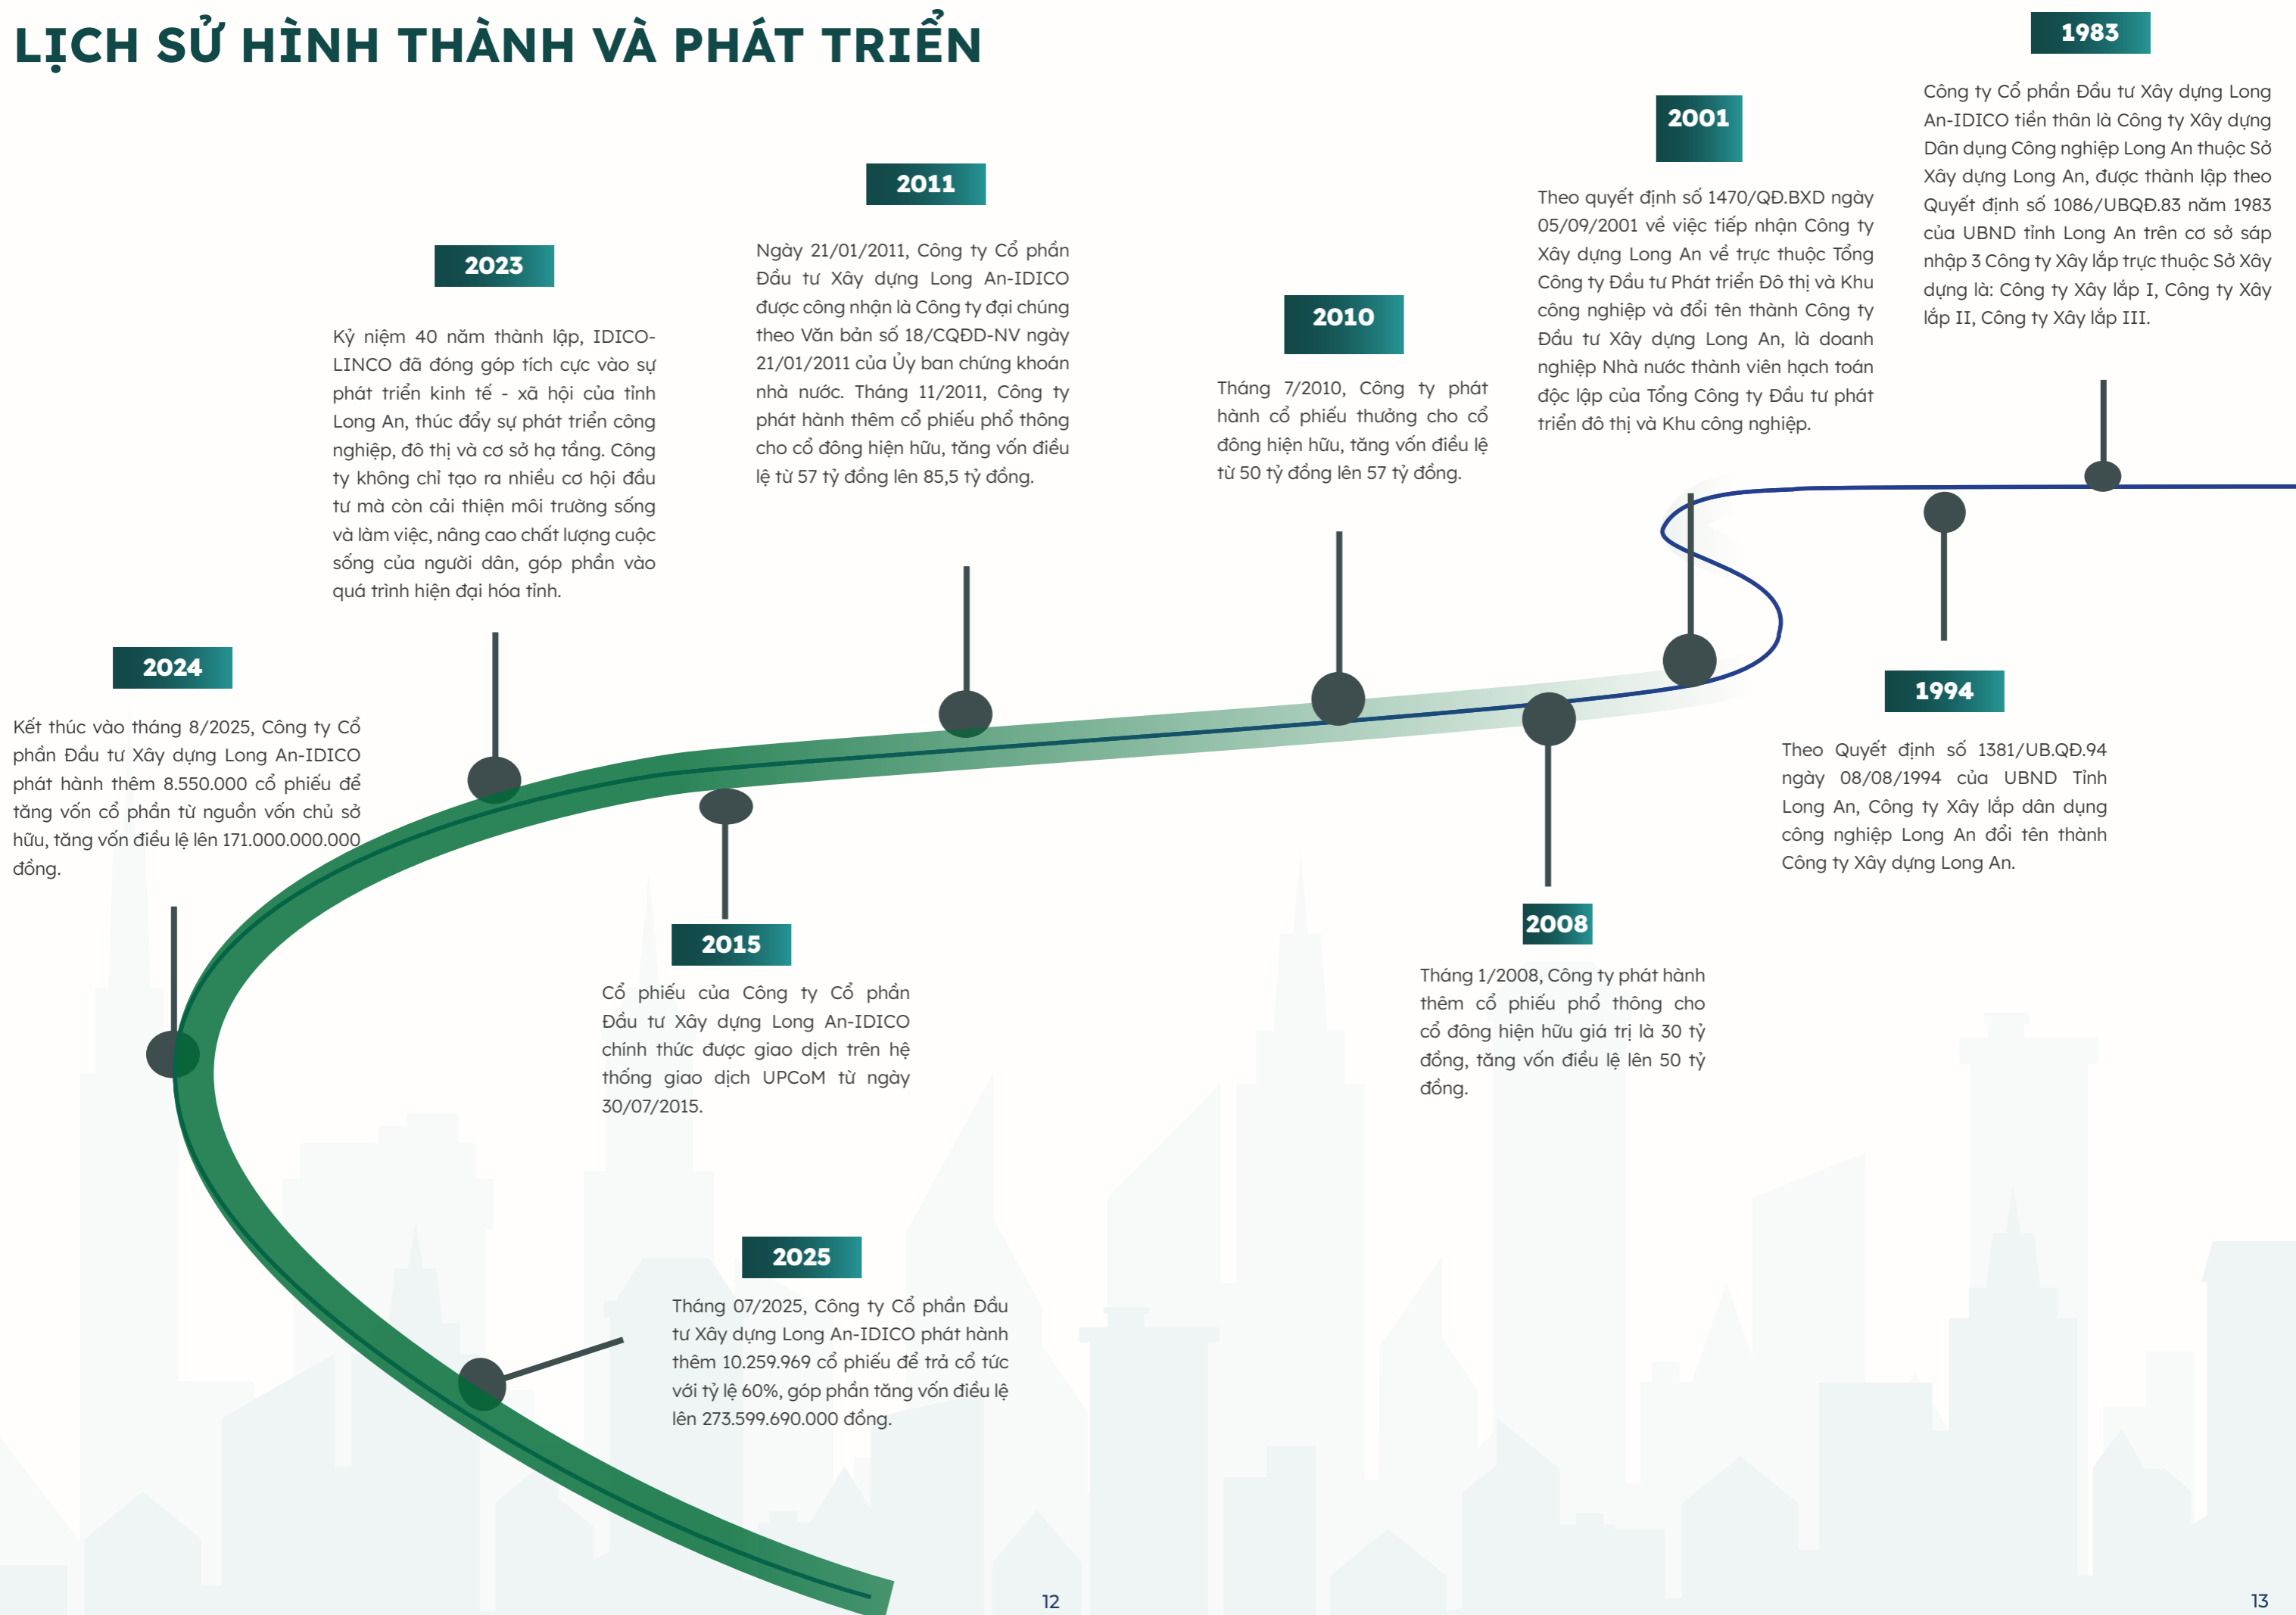 LỊCH SỬ HÌNH THÀNH VÀ PHÁT TRIỂN
1983
Công ty Cổ phần Đầu tư Xây dựng Long
An-IDICO tiền thân là Công ty Xây dựng
Dân dụng Công nghiệp Long An thuộc Sở
Xây dựng Long An, được thành lập theo
Quyết định số 1086/UBQĐ.83 năm 1983
của UBND tỉnh Long An trên cơ sở sáp
nhập 3 Công ty Xây lắp trực thuộc Sở Xây
dựng là: Công ty Xây lắp I, Công ty Xây
lắp II, Công ty Xây lắp III.
1994
Theo Quyết định số 1381/UB.QĐ.94
ngày 08/08/1994 của UBND Tỉnh
Long An, Công ty Xây lắp dân dụng
công nghiệp Long An đổi tên thành
Công ty Xây dựng Long An.
2001
Theo quyết định số 1470/QĐ.BXD ngày
05/09/2001 về việc tiếp nhận Công ty
Xây dựng Long An về trực thuộc Tổng
Công ty Đầu tư Phát triển Đô thị và Khu
công nghiệp và đổi tên thành Công ty
Đầu tư Xây dựng Long An, là doanh
nghiệp Nhà nước thành viên hạch toán
độc lập của Tổng Công ty Đầu tư phát
triển đô thị và Khu công nghiệp.
2008
Tháng 1/2008, Công ty phát hành
thêm cổ phiếu phổ thông cho
cổ đông hiện hữu giá trị là 30 tỷ
đồng, tăng vốn điều lệ lên 50 tỷ
đồng.
2010
Tháng 7/2010, Công ty phát
hành cổ phiếu thưởng cho cổ
đông hiện hữu, tăng vốn điều lệ
từ 50 tỷ đồng lên 57 tỷ đồng.
2011
Ngày 21/01/2011, Công ty Cổ phần
Đầu tư Xây dựng Long An-IDICO
được công nhận là Công ty đại chúng
theo Văn bản số 18/CQĐD-NV ngày
21/01/2011 của Ủy ban chứng khoán
nhà nước. Tháng 11/2011, Công ty
phát hành thêm cổ phiếu phổ thông
cho cổ đông hiện hữu, tăng vốn điều
lệ từ 57 tỷ đồng lên 85,5 tỷ đồng.
2015
Cổ phiếu của Công ty Cổ phần
Đầu tư Xây dựng Long An-IDICO
chính thức được giao dịch trên hệ
thống giao dịch UPCoM từ ngày
30/07/2015.
2023
Kỷ niệm 40 năm thành lập, IDICO-
LINCO đã đóng góp tích cực vào sự
phát triển kinh tế - xã hội của tỉnh
Long An, thúc đẩy sự phát triển công
nghiệp, đô thị và cơ sở hạ tầng. Công
ty không chỉ tạo ra nhiều cơ hội đầu
tư mà còn cải thiện môi trường sống
và làm việc, nâng cao chất lượng cuộc
sống của người dân, góp phần vào
quá trình hiện đại hóa tỉnh.
2024
Kết thúc vào tháng 8/2025, Công ty Cổ
phần Đầu tư Xây dựng Long An-IDICO
phát hành thêm 8.550.000 cổ phiếu để
tăng vốn cổ phần từ nguồn vốn chủ sở
hữu, tăng vốn điều lệ lên 171.000.000.000
đồng.
2025
Tháng 07/2025, Công ty Cổ phần Đầu
tư Xây dựng Long An-IDICO phát hành
thêm 10.259.969 cổ phiếu để trả cổ tức
với tỷ lệ 60%, góp phần tăng vốn điều lệ
lên 273.599.690.000 đồng.
12
13